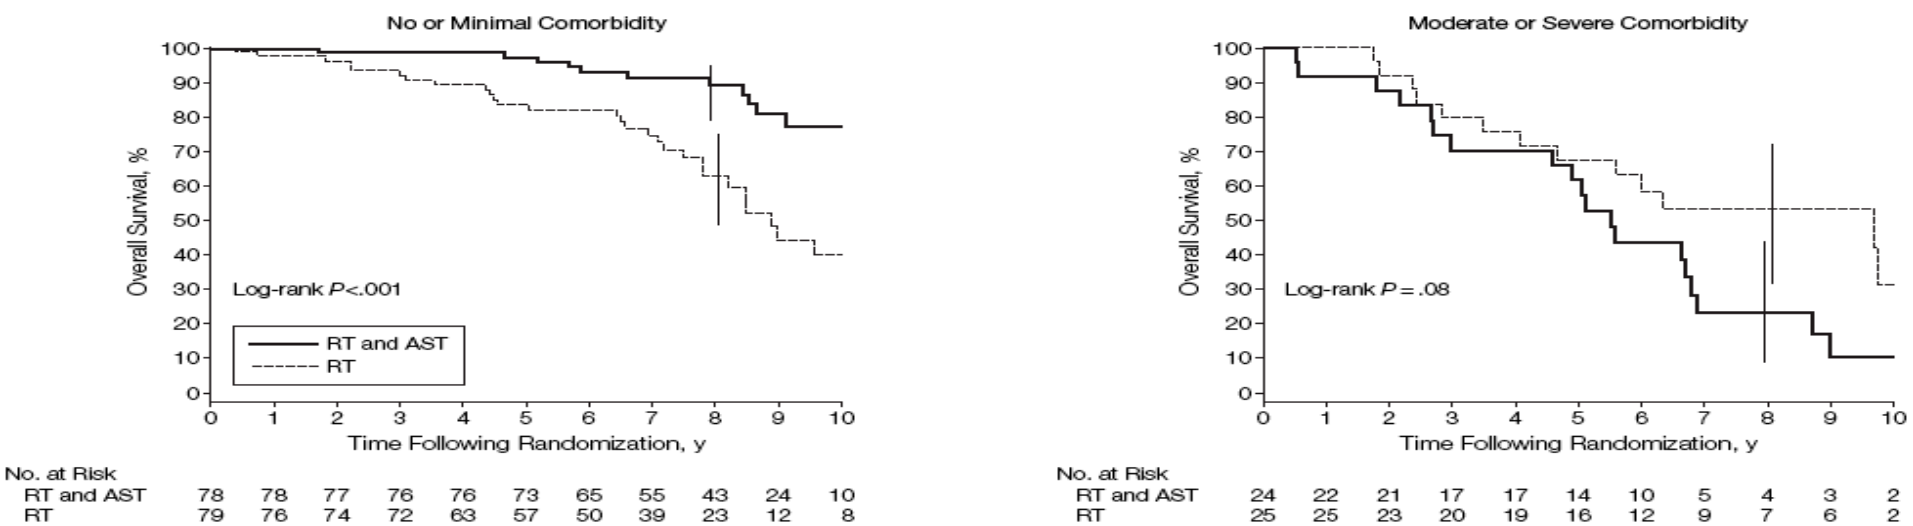 No or Minimal Comorbidity
100
90
80
70
60
50
40
30
20
10
0
Overall Survival, %
Log-rank P<.001
RT and AST
RT
0 1 2 3 4 5 6 7 8 9 10
Time Following Randomization, y
No. at Risk
RT and AST 78 78 77 76 76 73 65 55 43 24 10
RT 79 76 74 72 63 57 50 39 23 12 8
Moderate or Severe Comorbidity
100
90
80
70
60
50
40
30
20
10
0
Overall Survival, %
Log-rank P = .08
0 1 2 3 4 5 6 7 8 9 10
Time Following Randomization, y
No. at Risk
RT and AST 24 22 21 17 17 14 10 5 4 3 2
RT 25 25 23 20 19 16 12 9 7 6 2